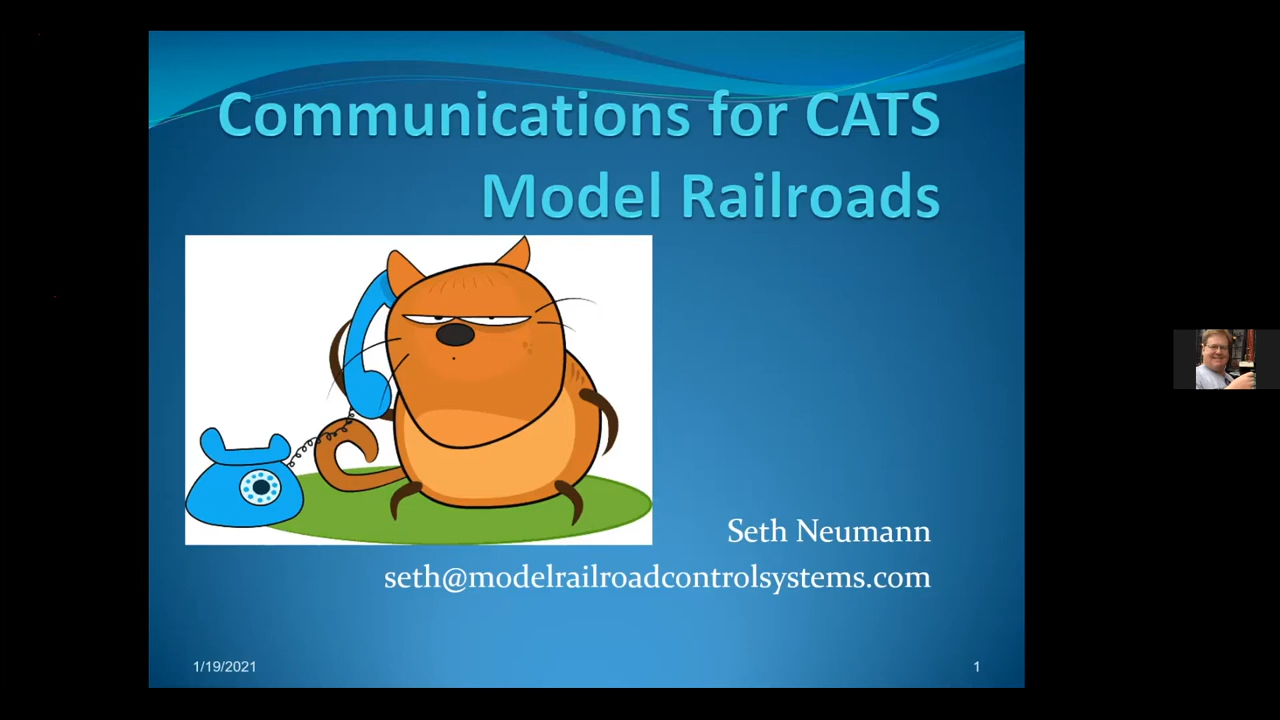 Communications for CATS
Model Railroads
Seth Neumann
seth@modelrailroadcontrolsystems.com
1/19/2021
1